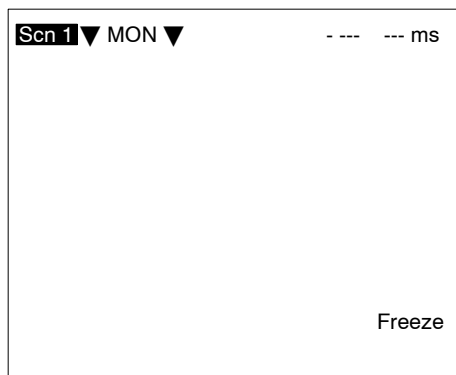 Scn 1 ▼ MON ▼ - --- --- ms
Freeze